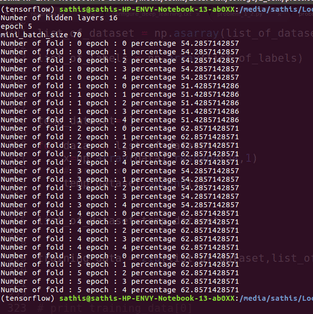 (tensorflow) sathis@sathis-HP-ENVY-Notebook-13-ab0XX:/media/sathis/Lo
Number of hidden layers 16
epoch 5
mini_batch_size 70
Number of fold : 0 epoch : 0 percentage 54.2857142857
Number of fold : 0 epoch : 1 percentage 54.2857142857
Number of fold : 0 epoch : 2 percentage 54.2857142857
Number of fold : 0 epoch : 3 percentage 54.2857142857
Number of fold : 0 epoch : 4 percentage 54.2857142857
Number of fold : 1 epoch : 0 percentage 51.4285714286
Number of fold : 1 epoch : 1 percentage 51.4285714286
Number of fold : 1 epoch : 2 percentage 51.4285714286
Number of fold : 1 epoch : 3 percentage 51.4285714286
Number of fold : 1 epoch : 4 percentage 51.4285714286
Number of fold : 2 epoch : 0 percentage 62.8571428571
Number of fold : 2 epoch : 1 percentage 62.8571428571
Number of fold : 2 epoch : 2 percentage 62.8571428571
Number of fold : 2 epoch : 3 percentage 62.8571428571
Number of fold : 2 epoch : 4 percentage 62.8571428571
Number of fold : 3 epoch : 0 percentage 54.2857142857
Number of fold : 3 epoch : 1 percentage 54.2857142857
Number of fold : 3 epoch : 2 percentage 54.2857142857
Number of fold : 3 epoch : 3 percentage 54.2857142857
Number of fold : 3 epoch : 4 percentage 54.2857142857
Number of fold : 4 epoch : 0 percentage 62.8571428571
Number of fold : 4 epoch : 1 percentage 62.8571428571
Number of fold : 4 epoch : 2 percentage 62.8571428571
Number of fold : 4 epoch : 3 percentage 62.8571428571
Number of fold : 4 epoch : 4 percentage 62.8571428571
Number of fold : 5 epoch : 0 percentage 54.2857142857
Number of fold : 5 epoch : 1 percentage 54.2857142857
Number of fold : 5 epoch : 2 percentage 54.2857142857
Number of fold : 5 epoch : 3 percentage 54.2857142857
Number of fold : 5 epoch : 4 percentage 54.2857142857
(tensorflow) sathis@sathis-HP-ENVY-Notebook-13-ab0XX:/media/sathis/Lo